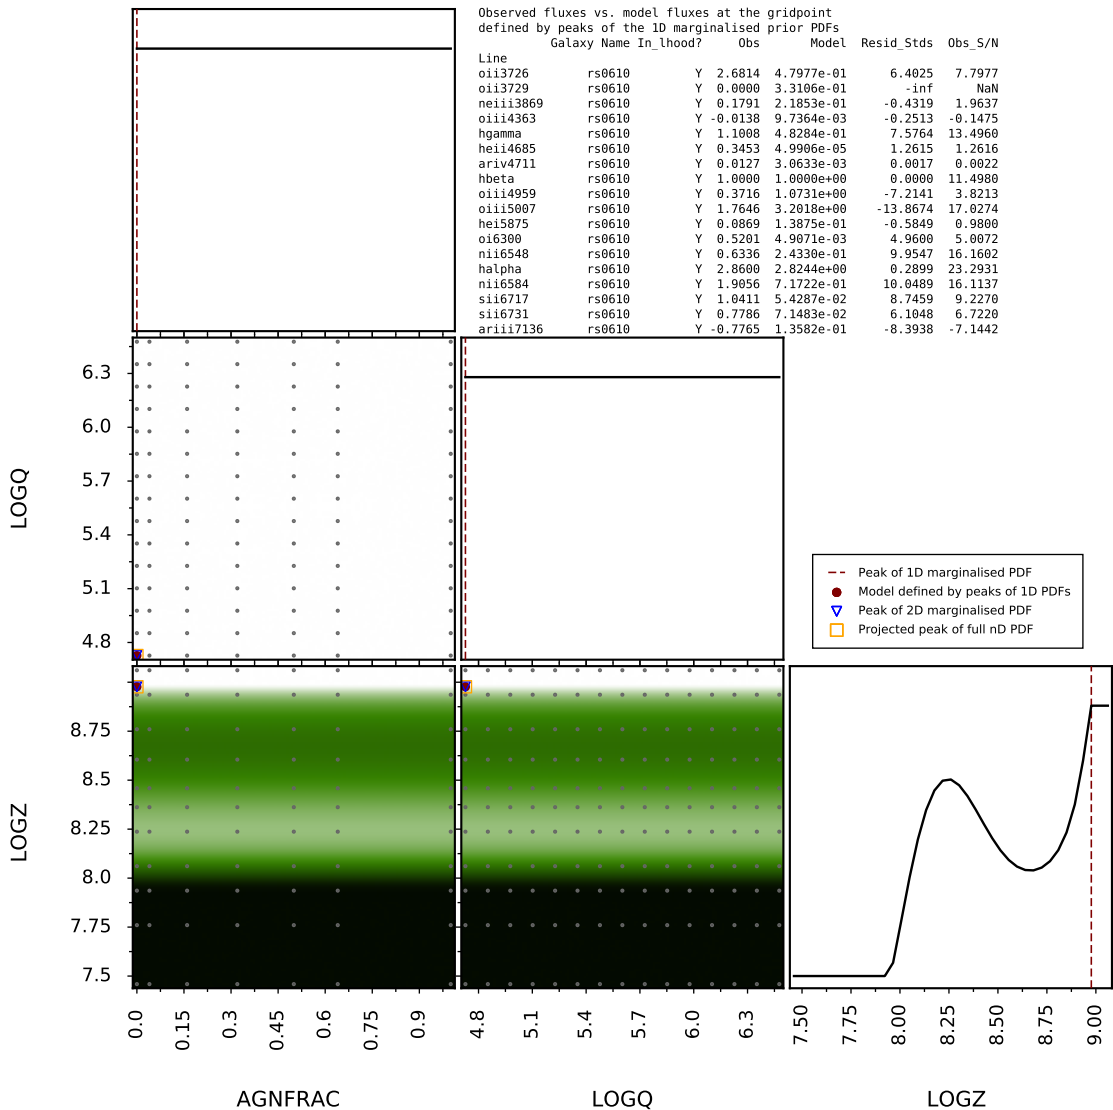 Observed fluxes vs. model fluxes at the gridpoint
defined by peaks of the 1D marginalised prior PDFs
Galaxy Name In_lhood? Obs Model Resid_Stds Obs_S/N
Line
oii3726 rs0610 Y 2.6814 4.7977e-01 6.4025 7.7977
oii3729 rs0610 Y 0.0000 3.3106e-01 -inf NaN
neiii3869 rs0610 Y 0.1791 2.1853e-01 -0.4319 1.9637
oiii4363 rs0610 Y -0.0138 9.7364e-03 -0.2513 -0.1475
hgamma rs0610 Y 1.1008 4.8284e-01 7.5764 13.4960
heii4685 rs0610 Y 0.3453 4.9906e-05 1.2615 1.2616
ariv4711 rs0610 Y 0.0127 3.0633e-03 0.0017 0.0022
hbeta rs0610 Y 1.0000 1.0000e+00 0.0000 11.4980
oiii4959 rs0610 Y 0.3716 1.0731e+00 -7.2141 3.8213
oiii5007 rs0610 Y 1.7646 3.2018e+00 -13.8674 17.0274
hei5875 rs0610 Y 0.0869 1.3875e-01 -0.5849 0.9800
oi6300 rs0610 Y 0.5201 4.9071e-03 4.9600 5.0072
nii6548 rs0610 Y 0.6336 2.4330e-01 9.9547 16.1602
halpha rs0610 Y 2.8600 2.8244e+00 0.2899 23.2931
nii6584 rs0610 Y 1.9056 7.1722e-01 10.0489 16.1137
sii6717 rs0610 Y 1.0411 5.4287e-02 8.7459 9.2270
sii6731 rs0610 Y 0.7786 7.1483e-02 6.1048 6.7220
ariii7136 rs0610 Y -0.7765 1.3582e-01 -8.3938 -7.1442
LOGQ
6.3
6.0
5.7
5.4
5.1
4.8
Peak of 1D marginalised PDF
Model defined by peaks of 1D PDFs
Peak of 2D marginalised PDF
Projected peak of full nD PDF
LOGZ
8.75
8.5
8.25
8.0
7.75
7.5
0.0 0.15 0.3 0.45 0.6 0.75 0.9
4.8 5.1 5.4 5.7 6.0 6.3
7.50 7.75 8.00 8.25 8.50 8.75 9.00
AGNFRAC
LOGQ
LOGZ